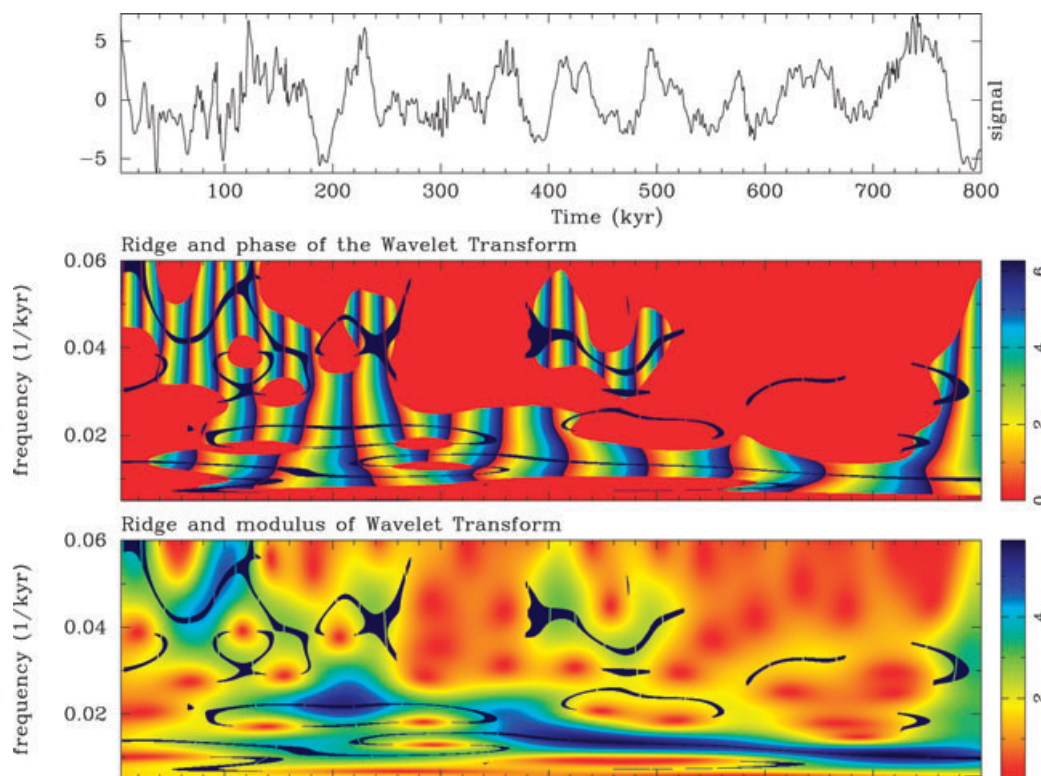 5
0
−5
signal
100 200 300 400 500 600 700 800
Time (kyr)
Ridge and phase of the Wavelet Transform
0.06
0.04
0.02
frequency (1/kyr)
6
4
2
0
Ridge and modulus of Wavelet Transform
0.06
0.04
0.02
frequency (1/kyr)
4
2